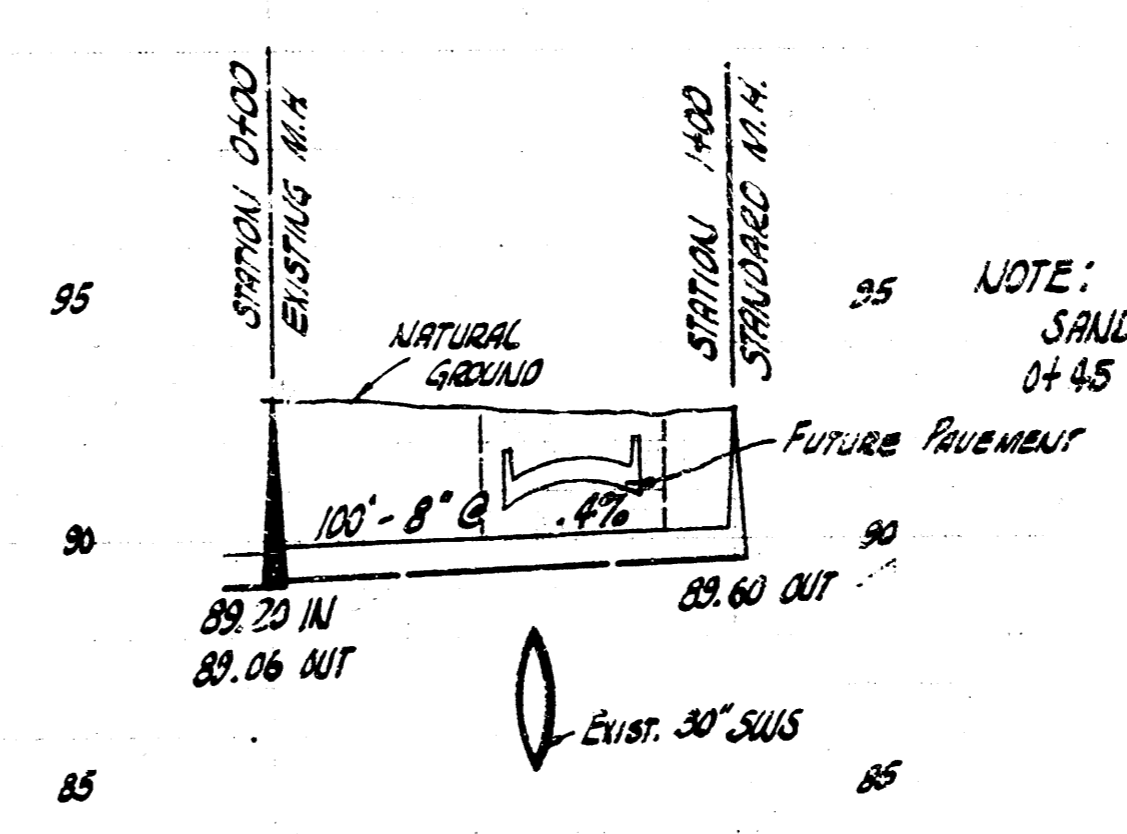 STATION 0+00
EXISTING M.H.
STATION 1+00
STANDARD M.H.
95
95
NOTE:
SAND
0+45
NATURAL
GROUND
FUTURE PAVEMENT
100'-8" @ .4%
90
90
89.20 IN
89.60 OUT
89.06 OUT
EXIST. 30" SWS
85
85